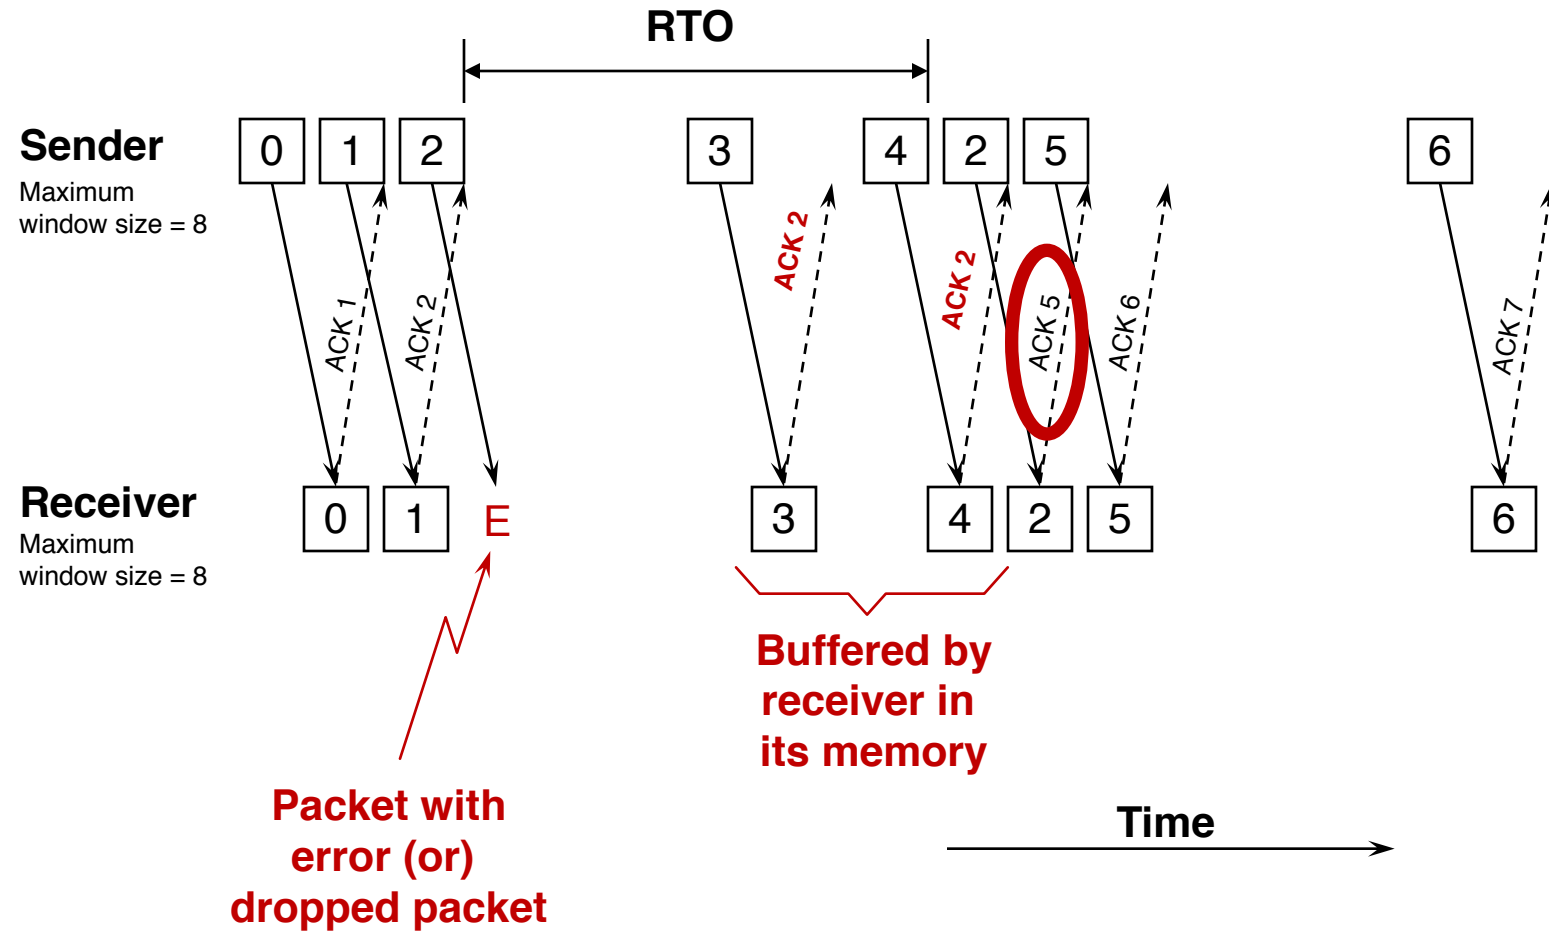 RTO
Sender
Maximum
window size = 8
0
1
2
3
4
2
5
6
ACK 1
ACK 2
ACK 2
ACK 2
ACK 5
ACK 6
ACK 7
Receiver
Maximum
window size = 8
0
1
E
3
4
2
5
6
Buffered by
receiver in
its memory
Packet with
error (or)
dropped packet
Time